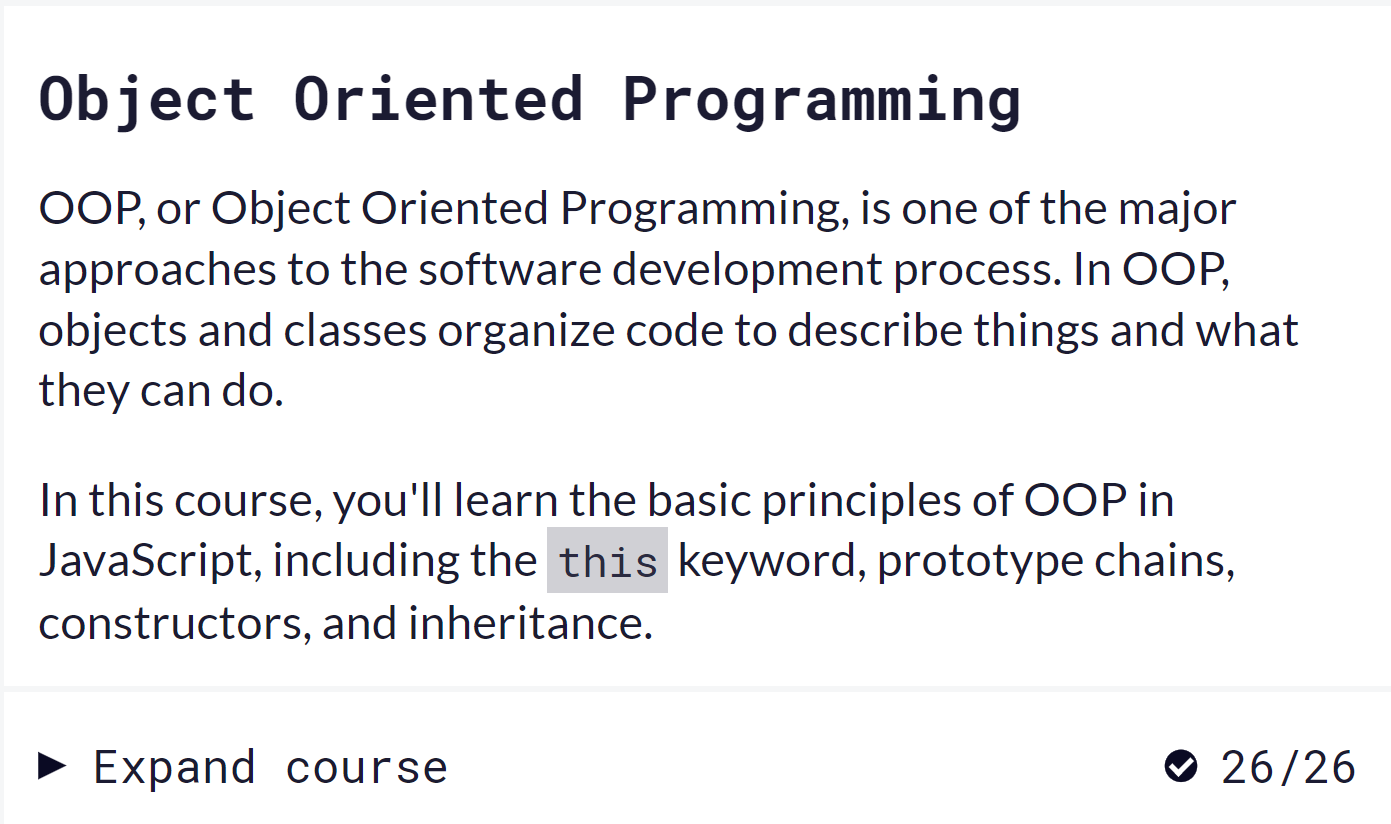 Object Oriented Programming
OOP, or Object Oriented Programming, is one of the major
approaches to the software development process. In OOP,
objects and classes organize code to describe things and what
they can do.
In this course, you'll learn the basic principles of OOP in
JavaScript, including the this keyword, prototype chains,
constructors, and inheritance.
Expand course 26/26